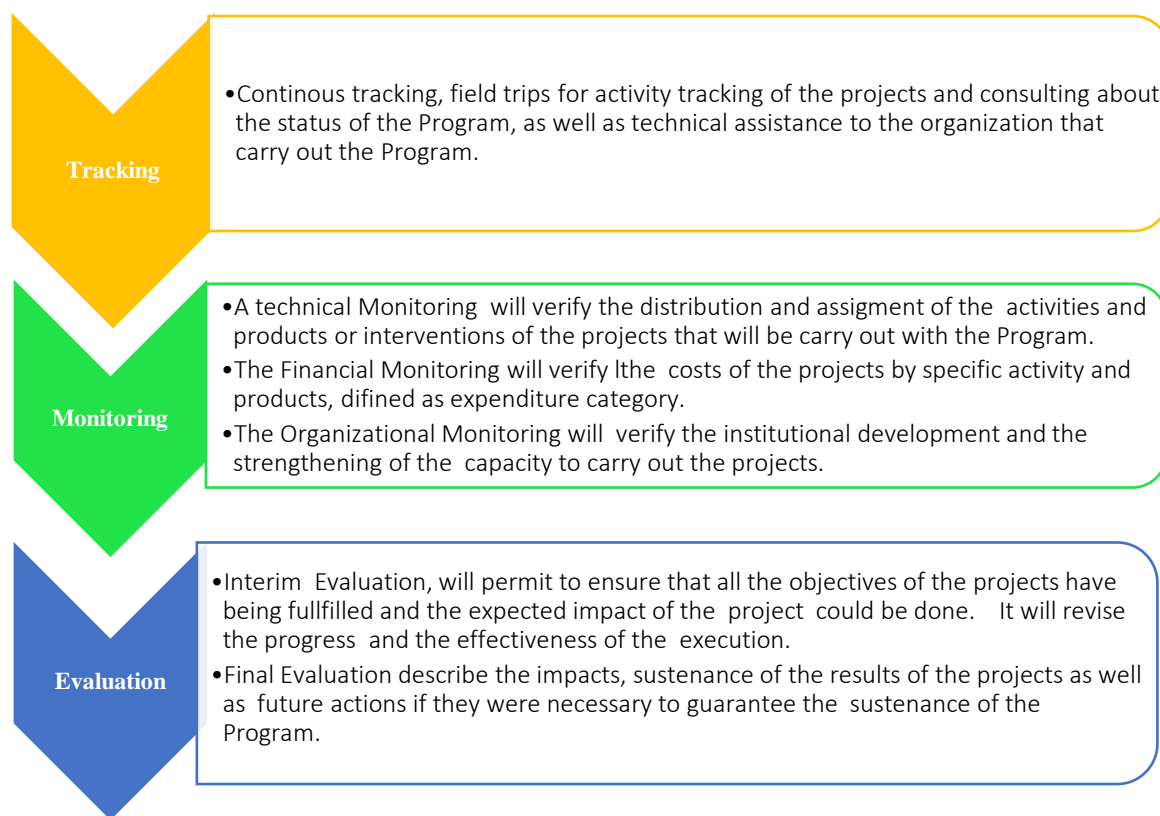 Tracking
•Continous tracking, field trips for activity tracking of the projects and consulting about
the status of the Program, as well as technical assistance to the organization that
carry out the Program.
Monitoring
•A technical Monitoring will verify the distribution and assigment of the activities and
products or interventions of the projects that will be carry out with the Program.
•The Financial Monitoring will verify lthe costs of the projects by specific activity and
products, difined as expenditure category.
•The Organizational Monitoring will verify the institutional development and the
strengthening of the capacity to carry out the projects.
Evaluation
•Interim Evaluation, will permit to ensure that all the objectives of the projects have
being fullfilled and the expected impact of the project could be done. It will revise
the progress and the effectiveness of the execution.
•Final Evaluation describe the impacts, sustenance of the results of the projects as well
as future actions if they were necessary to guarantee the sustenance of the
Program.